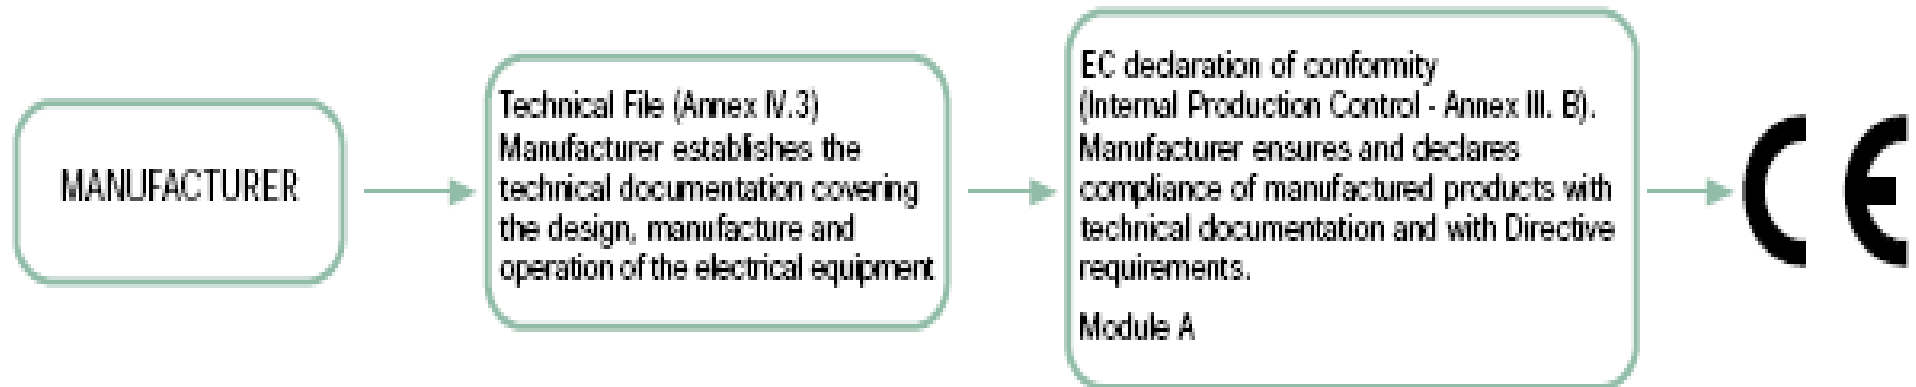 MANUFACTURER
Technical File (Annex IV.3)
Manufacturer establishes the
technical documentation covering
the design, manufacture and
operation of the electrical equipment
EC declaration of conformity
(Internal Production Control - Annex III. B).
Manufacturer ensures and declares
compliance of manufactured products with
technical documentation and with Directive
requirements.
Module A
CE